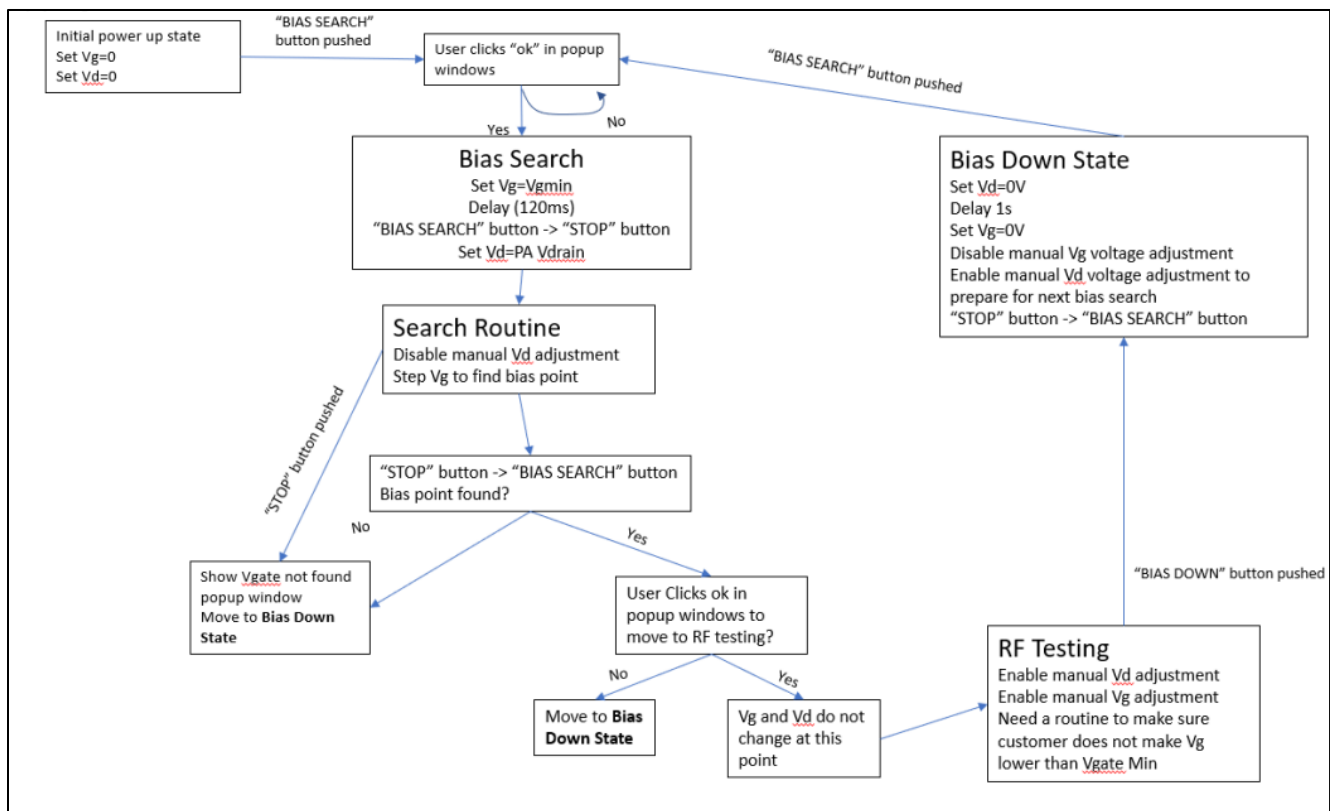 Initial power up state
Set Vg=0
Set Vd=0
“BIAS SEARCH”
button pushed
User clicks “ok” in popup
windows
“BIAS SEARCH” button pushed
Yes
No
Bias Search
Set Vg=Vgmin
Delay (120ms)
“BIAS SEARCH” button -> “STOP” button
Set Vd=PA Vdrain
Bias Down State
Set Vd=0V
Delay 1s
Set Vg=0V
Disable manual Vg voltage adjustment
Enable manual Vd voltage adjustment to
prepare for next bias search
“STOP” button -> “BIAS SEARCH” button
Search Routine
Disable manual Vd adjustment
Step Vg to find bias point
“STOP” button pushed
“STOP” button -> “BIAS SEARCH” button
Bias point found?
No
Yes
Show Vgate not found
popup window
Move to Bias Down
State
User Clicks ok in
popup windows to
move to RF testing?
“BIAS DOWN” button pushed
No
Yes
Move to Bias
Down State
Vg and Vd do not
change at this
point
RF Testing
Enable manual Vd adjustment
Enable manual Vg adjustment
Need a routine to make sure
customer does not make Vg
lower than Vgate Min